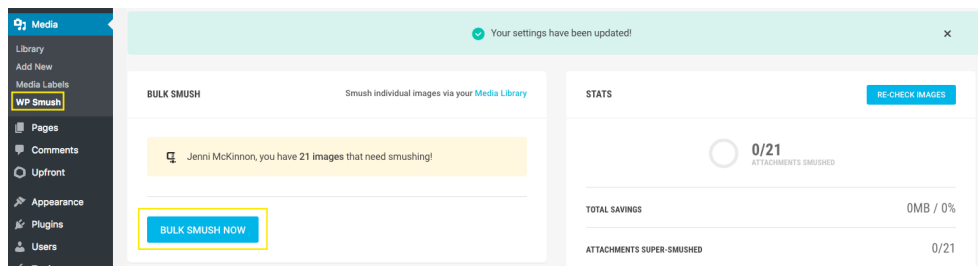 Media
Library
Add New
Media Labels
WP Smush
Pages
Comments
Upfront
Appearance
Plugins
Users
Your settings have been updated!
BULK SMUSH
Smush individual images via your Media Library
Jenni McKinnon, you have 21 images that need smushing!
BULK SMUSH NOW
STATS
RE-CHECK IMAGES
0/21
ATTACHMENTS SMUSHED
TOTAL SAVINGS
0MB / 0%
ATTACHMENTS SUPER-SMUSHED
0/21